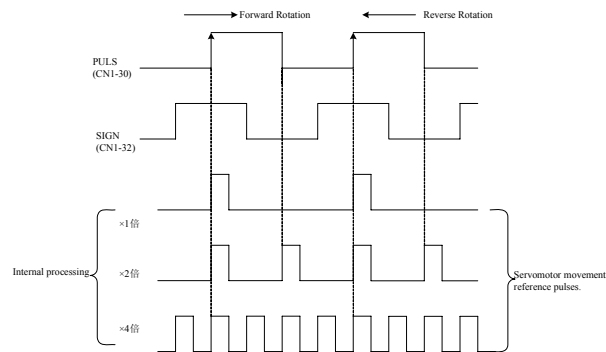 Forward Rotation
Reverse Rotation
PULS
(CN1-30)
SIGN
(CN1-32)
×1倍
Internal processing
×2倍
Servomotor movement
reference pulses.
×4倍